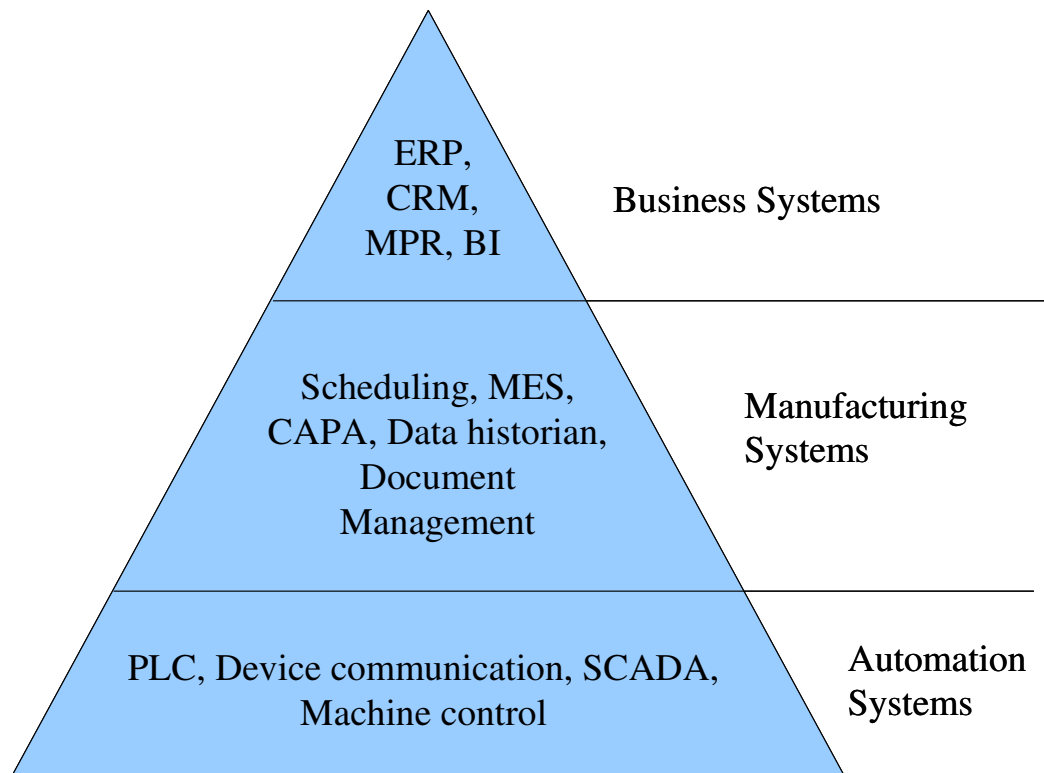 ERP,
CRM,
MPR, BI
Business Systems
Scheduling, MES,
CAPA, Data historian,
Document
Management
Manufacturing
Systems
PLC, Device communication, SCADA,
Machine control
Automation
Systems